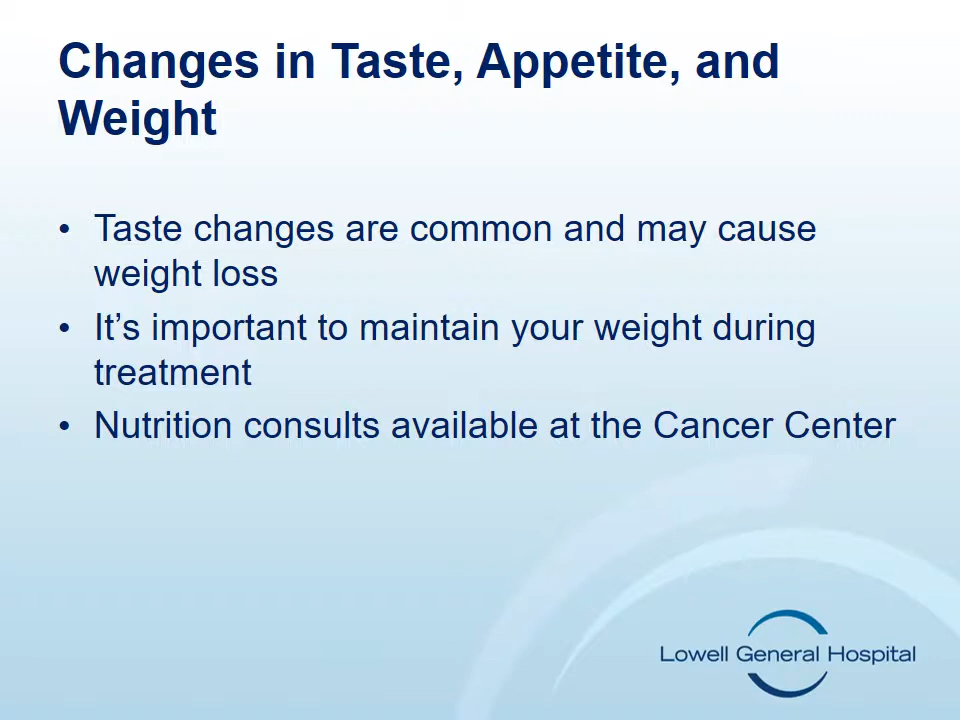 Changes in Taste, Appetite, and
Weight
• Taste changes are common and may cause
weight loss
• It’s important to maintain your weight during
treatment
• Nutrition consults available at the Cancer Center
Lowell General Hospital